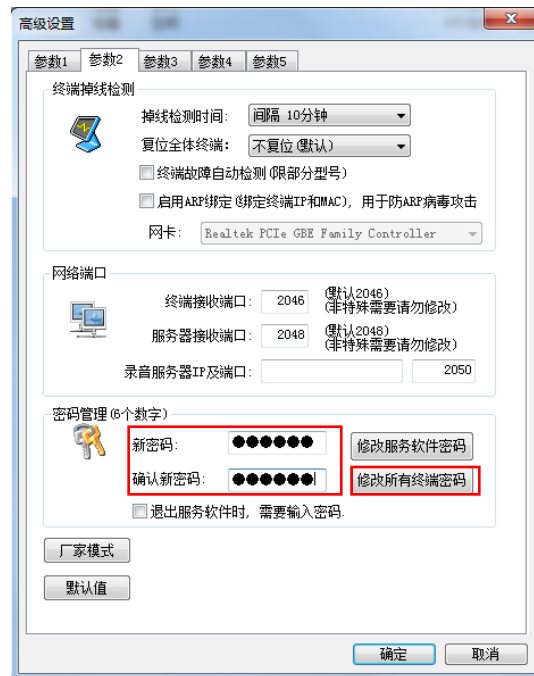 高级设置
参数1 参数2 参数3 参数4 参数5
终端掉线检测
掉线检测时间: 间隔 10分钟
复位全体终端: 不复位(默认)
终端故障自动检测(限部分型号)
启用ARP绑定(绑定终端IP和MAC), 用于防ARP病毒攻击
网卡: Realtek PCIe GBE Family Controller
网络端口
终端接收端口: 2046 (默认2046)
(非特殊需要请勿修改)
服务器接收端口: 2048 (默认2048)
(非特殊需要请勿修改)
录音服务器IP及端口: 2050
密码管理(6个数字)
新密码: ●●●●●● 修改服务软件密码
确认新密码: ●●●●●● 修改所有终端密码
退出服务软件时, 需要输入密码.
厂家模式
默认值
确定 取消